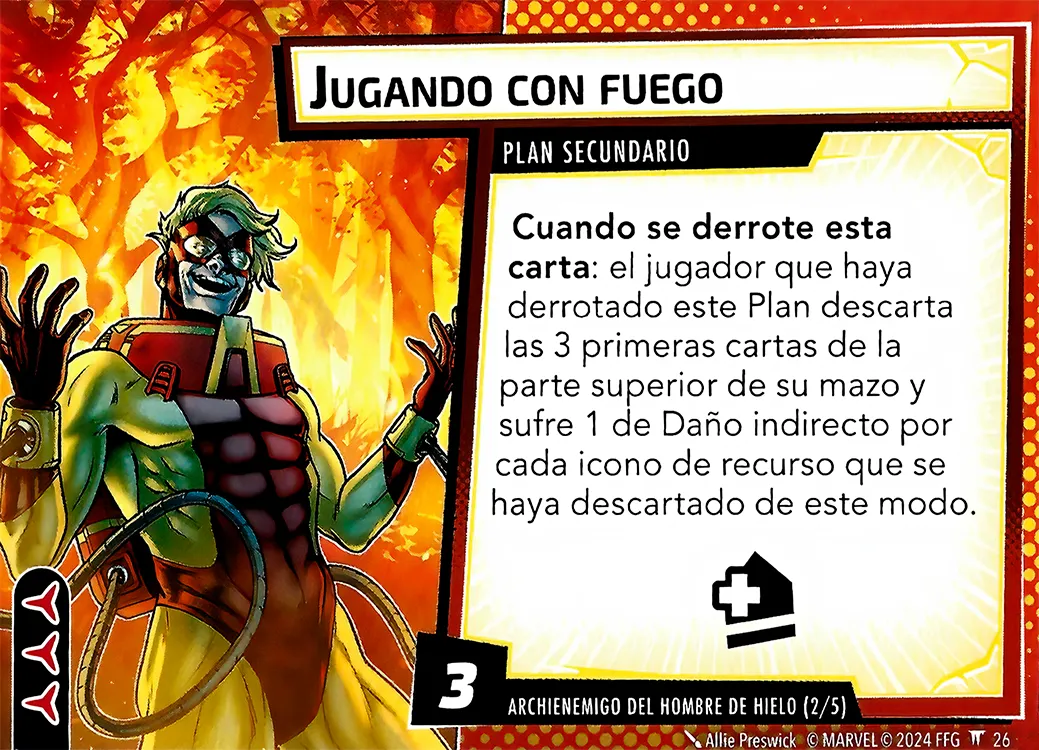 JUGANDO CON FUEGO
PLAN SECUNDARIO
Cuando se derrote esta
carta: el jugador que haya
derrotado este Plan descarta
las 3 primeras cartas de la
parte superior de su mazo y
sufre 1 de Daño indirecto por
cada icono de recurso que se
haya descartado de este modo.
3
ARCHIENEMIGO DEL HOMBRE DE HIELO (2/5)
Allie Preswick © MARVEL © 2024 FFG 26